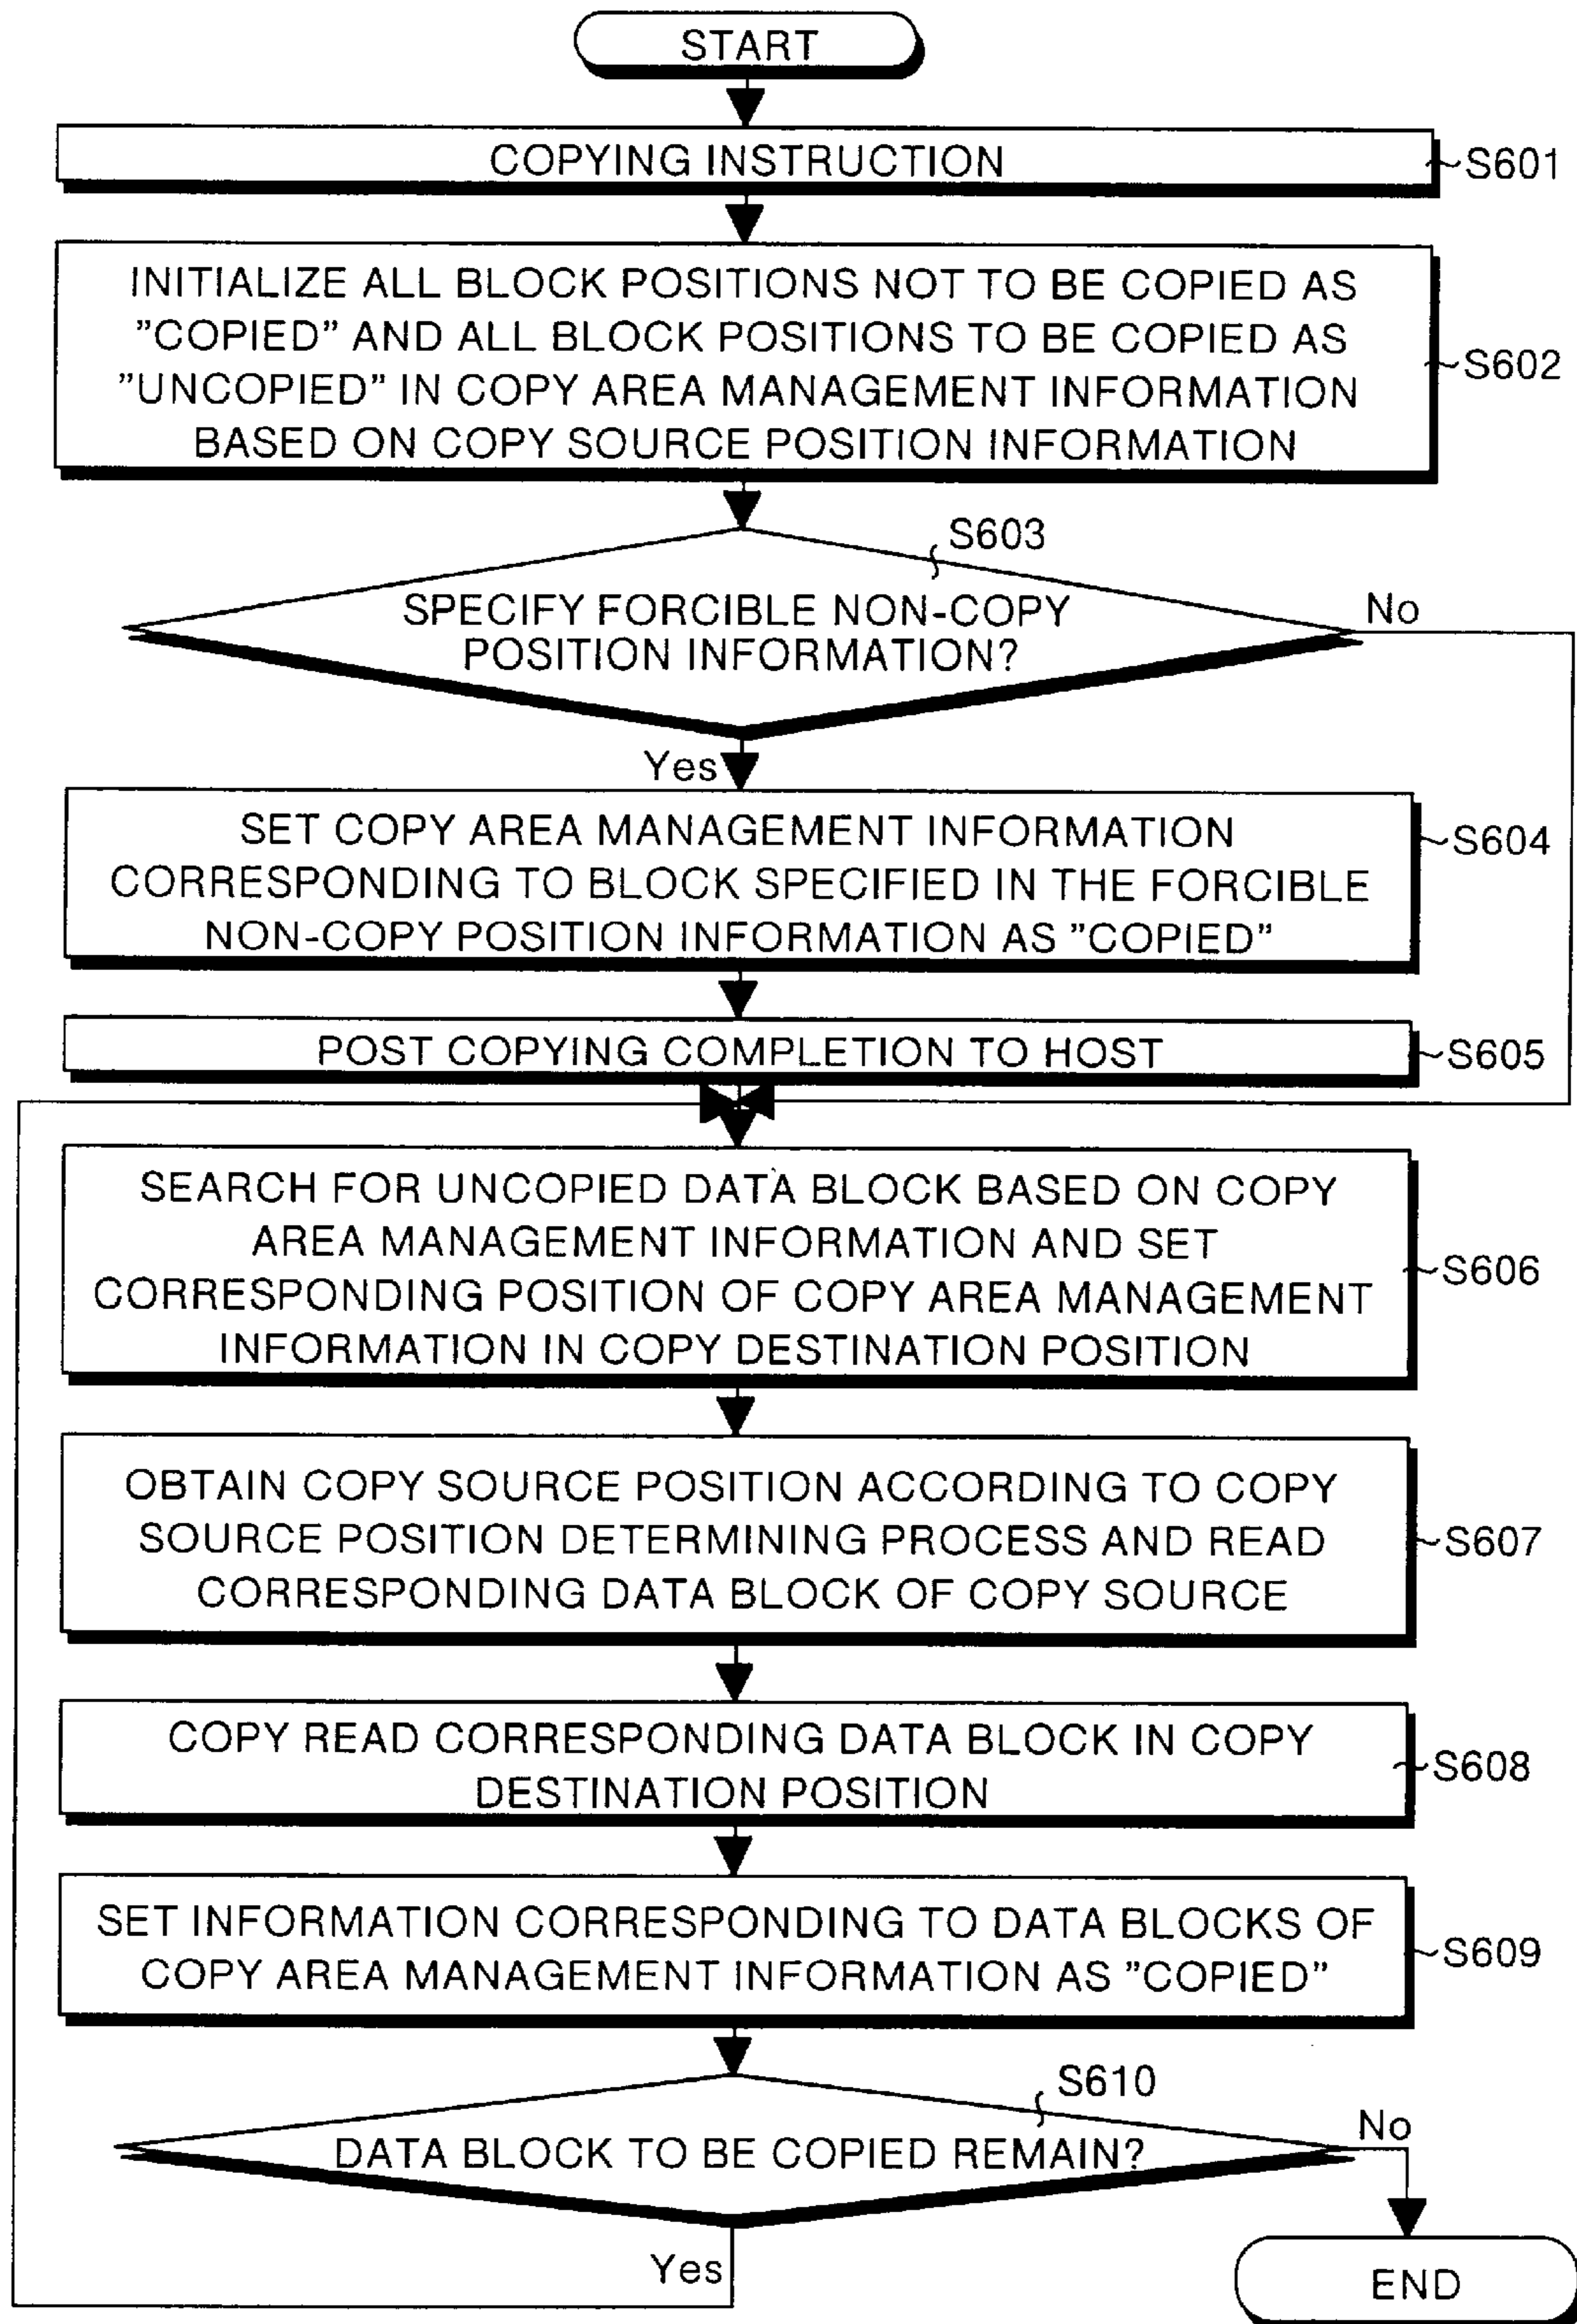 START
COPYING INSTRUCTION
S601
INITIALIZE ALL BLOCK POSITIONS NOT TO BE COPIED AS
"COPIED" AND ALL BLOCK POSITIONS TO BE COPIED AS
"UNCOPIED" IN COPY AREA MANAGEMENT INFORMATION
BASED ON COPY SOURCE POSITION INFORMATION
S602
S603
SPECIFY FORCIBLE NON-COPY
POSITION INFORMATION?
No
Yes
SET COPY AREA MANAGEMENT INFORMATION
CORRESPONDING TO BLOCK SPECIFIED IN THE FORCIBLE
NON-COPY POSITION INFORMATION AS "COPIED"
S604
POST COPYING COMPLETION TO HOST
S605
SEARCH FOR UNCOPIED DATA BLOCK BASED ON COPY
AREA MANAGEMENT INFORMATION AND SET
CORRESPONDING POSITION OF COPY AREA MANAGEMENT
INFORMATION IN COPY DESTINATION POSITION
S606
OBTAIN COPY SOURCE POSITION ACCORDING TO COPY
SOURCE POSITION DETERMINING PROCESS AND READ
CORRESPONDING DATA BLOCK OF COPY SOURCE
S607
COPY READ CORRESPONDING DATA BLOCK IN COPY
DESTINATION POSITION
S608
SET INFORMATION CORRESPONDING TO DATA BLOCKS OF
COPY AREA MANAGEMENT INFORMATION AS "COPIED"
S609
S610
DATA BLOCK TO BE COPIED REMAIN?
No
Yes
END